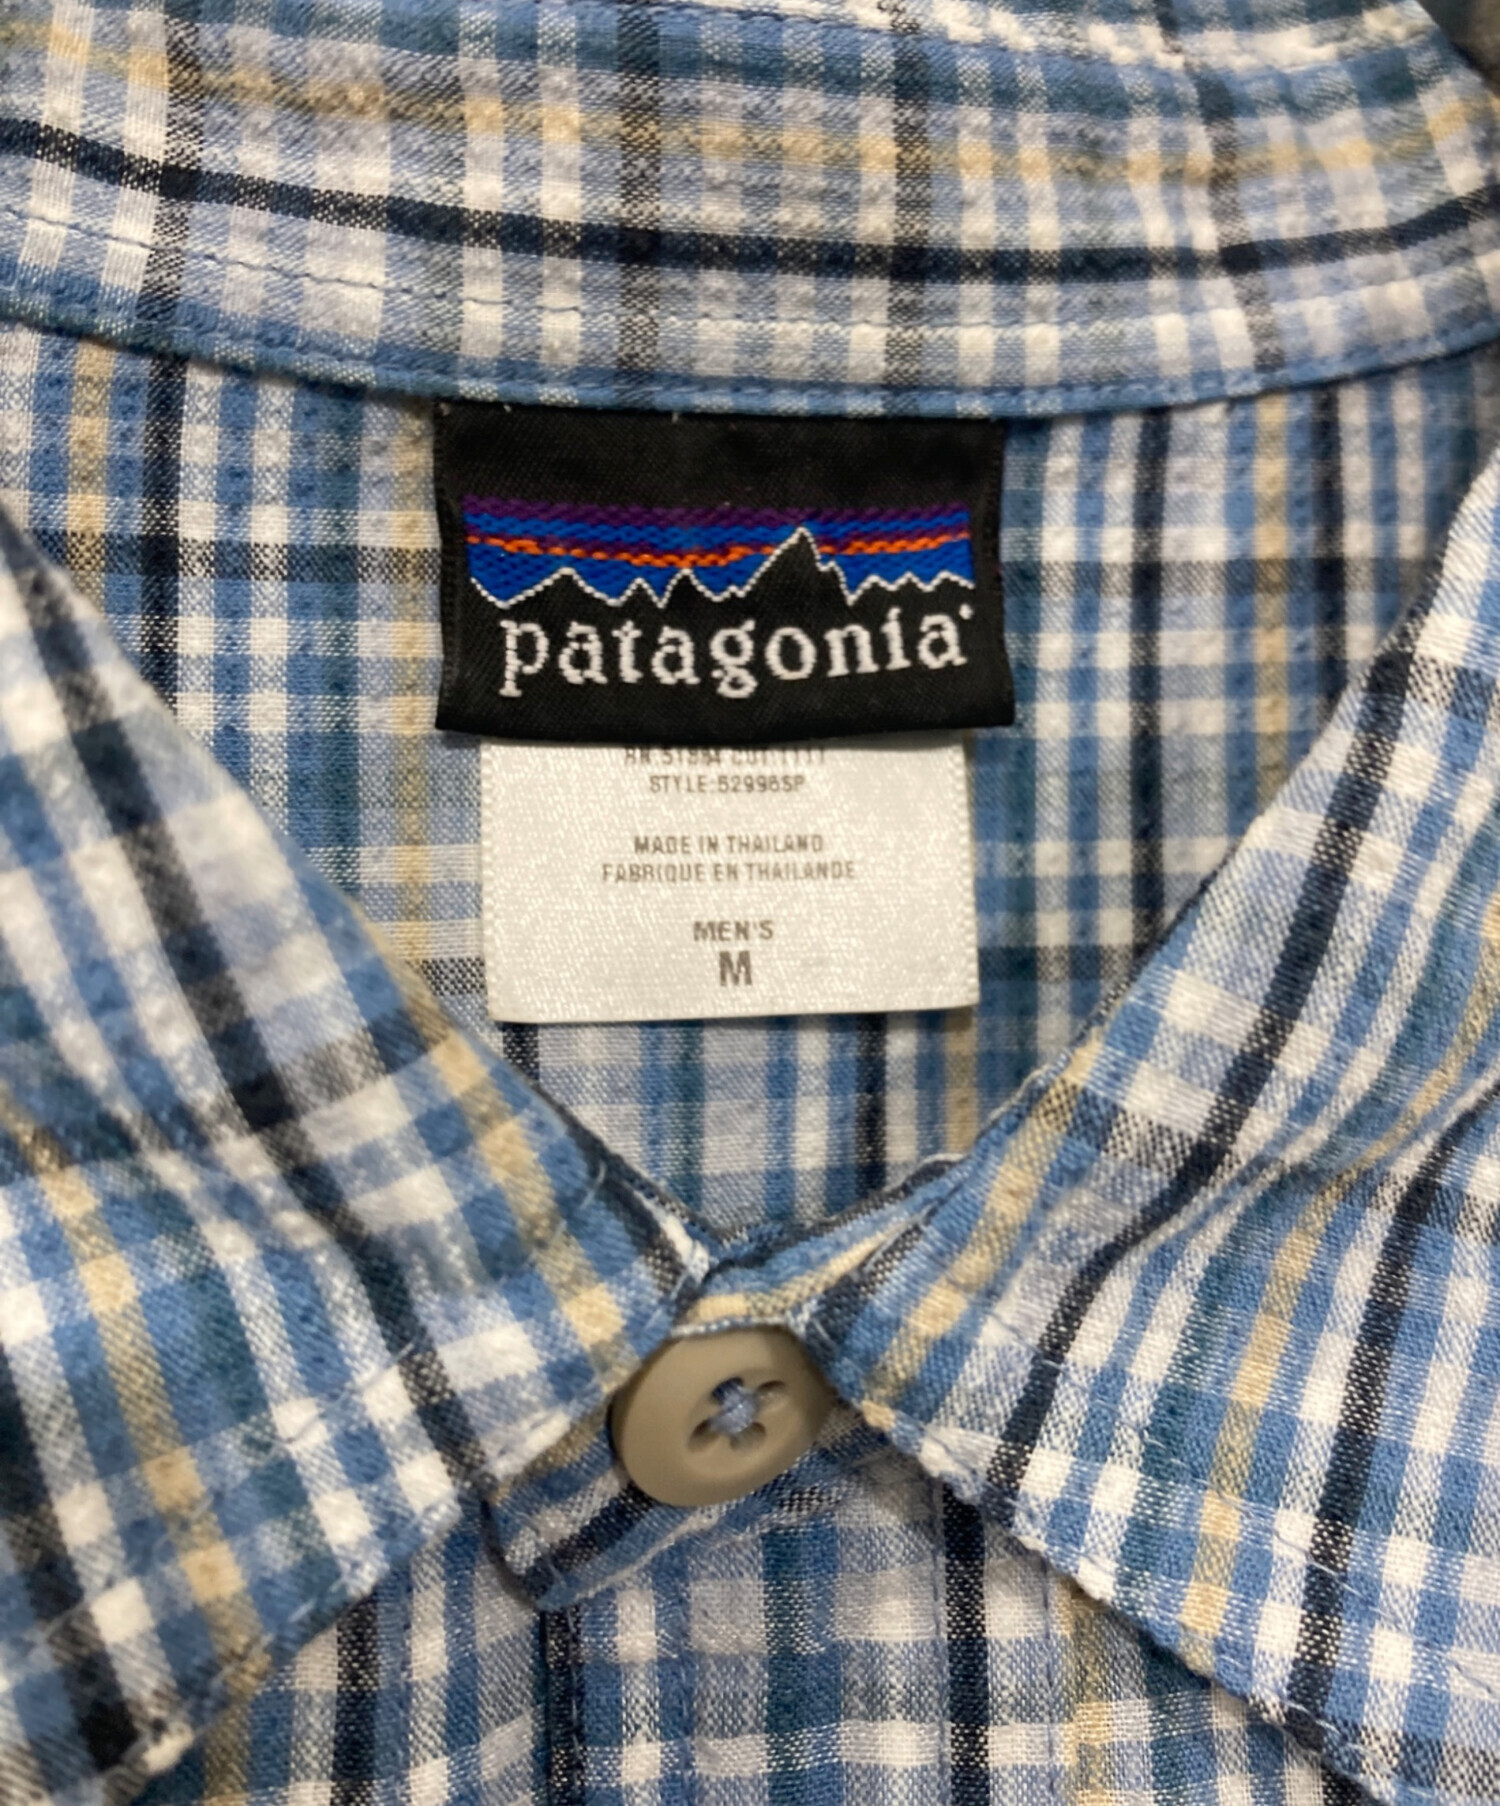 patagonia
STYLE:52996SP
MADE IN THAILAND
FABRIQUE EN THAILANDE
MEN'S
M